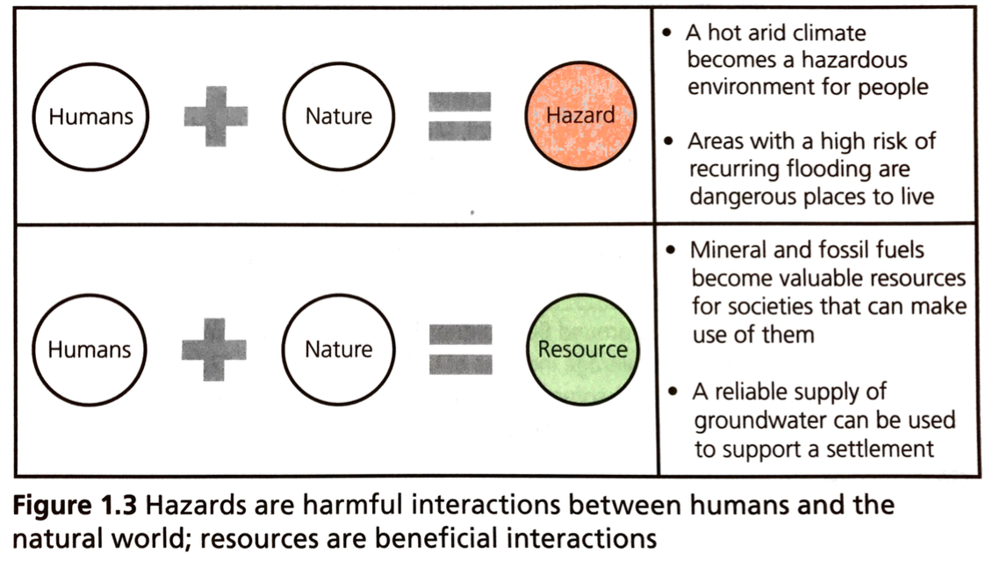 Humans
Nature
Hazard
• A hot arid climate
becomes a hazardous
environment for people
• Areas with a high risk of
recurring flooding are
dangerous places to live
Humans
Nature
Resource
• Mineral and fossil fuels
become valuable resources
for societies that can make
use of them
• A reliable supply of
groundwater can be used
to support a settlement
Figure 1.3 Hazards are harmful interactions between humans and the
natural world; resources are beneficial interactions